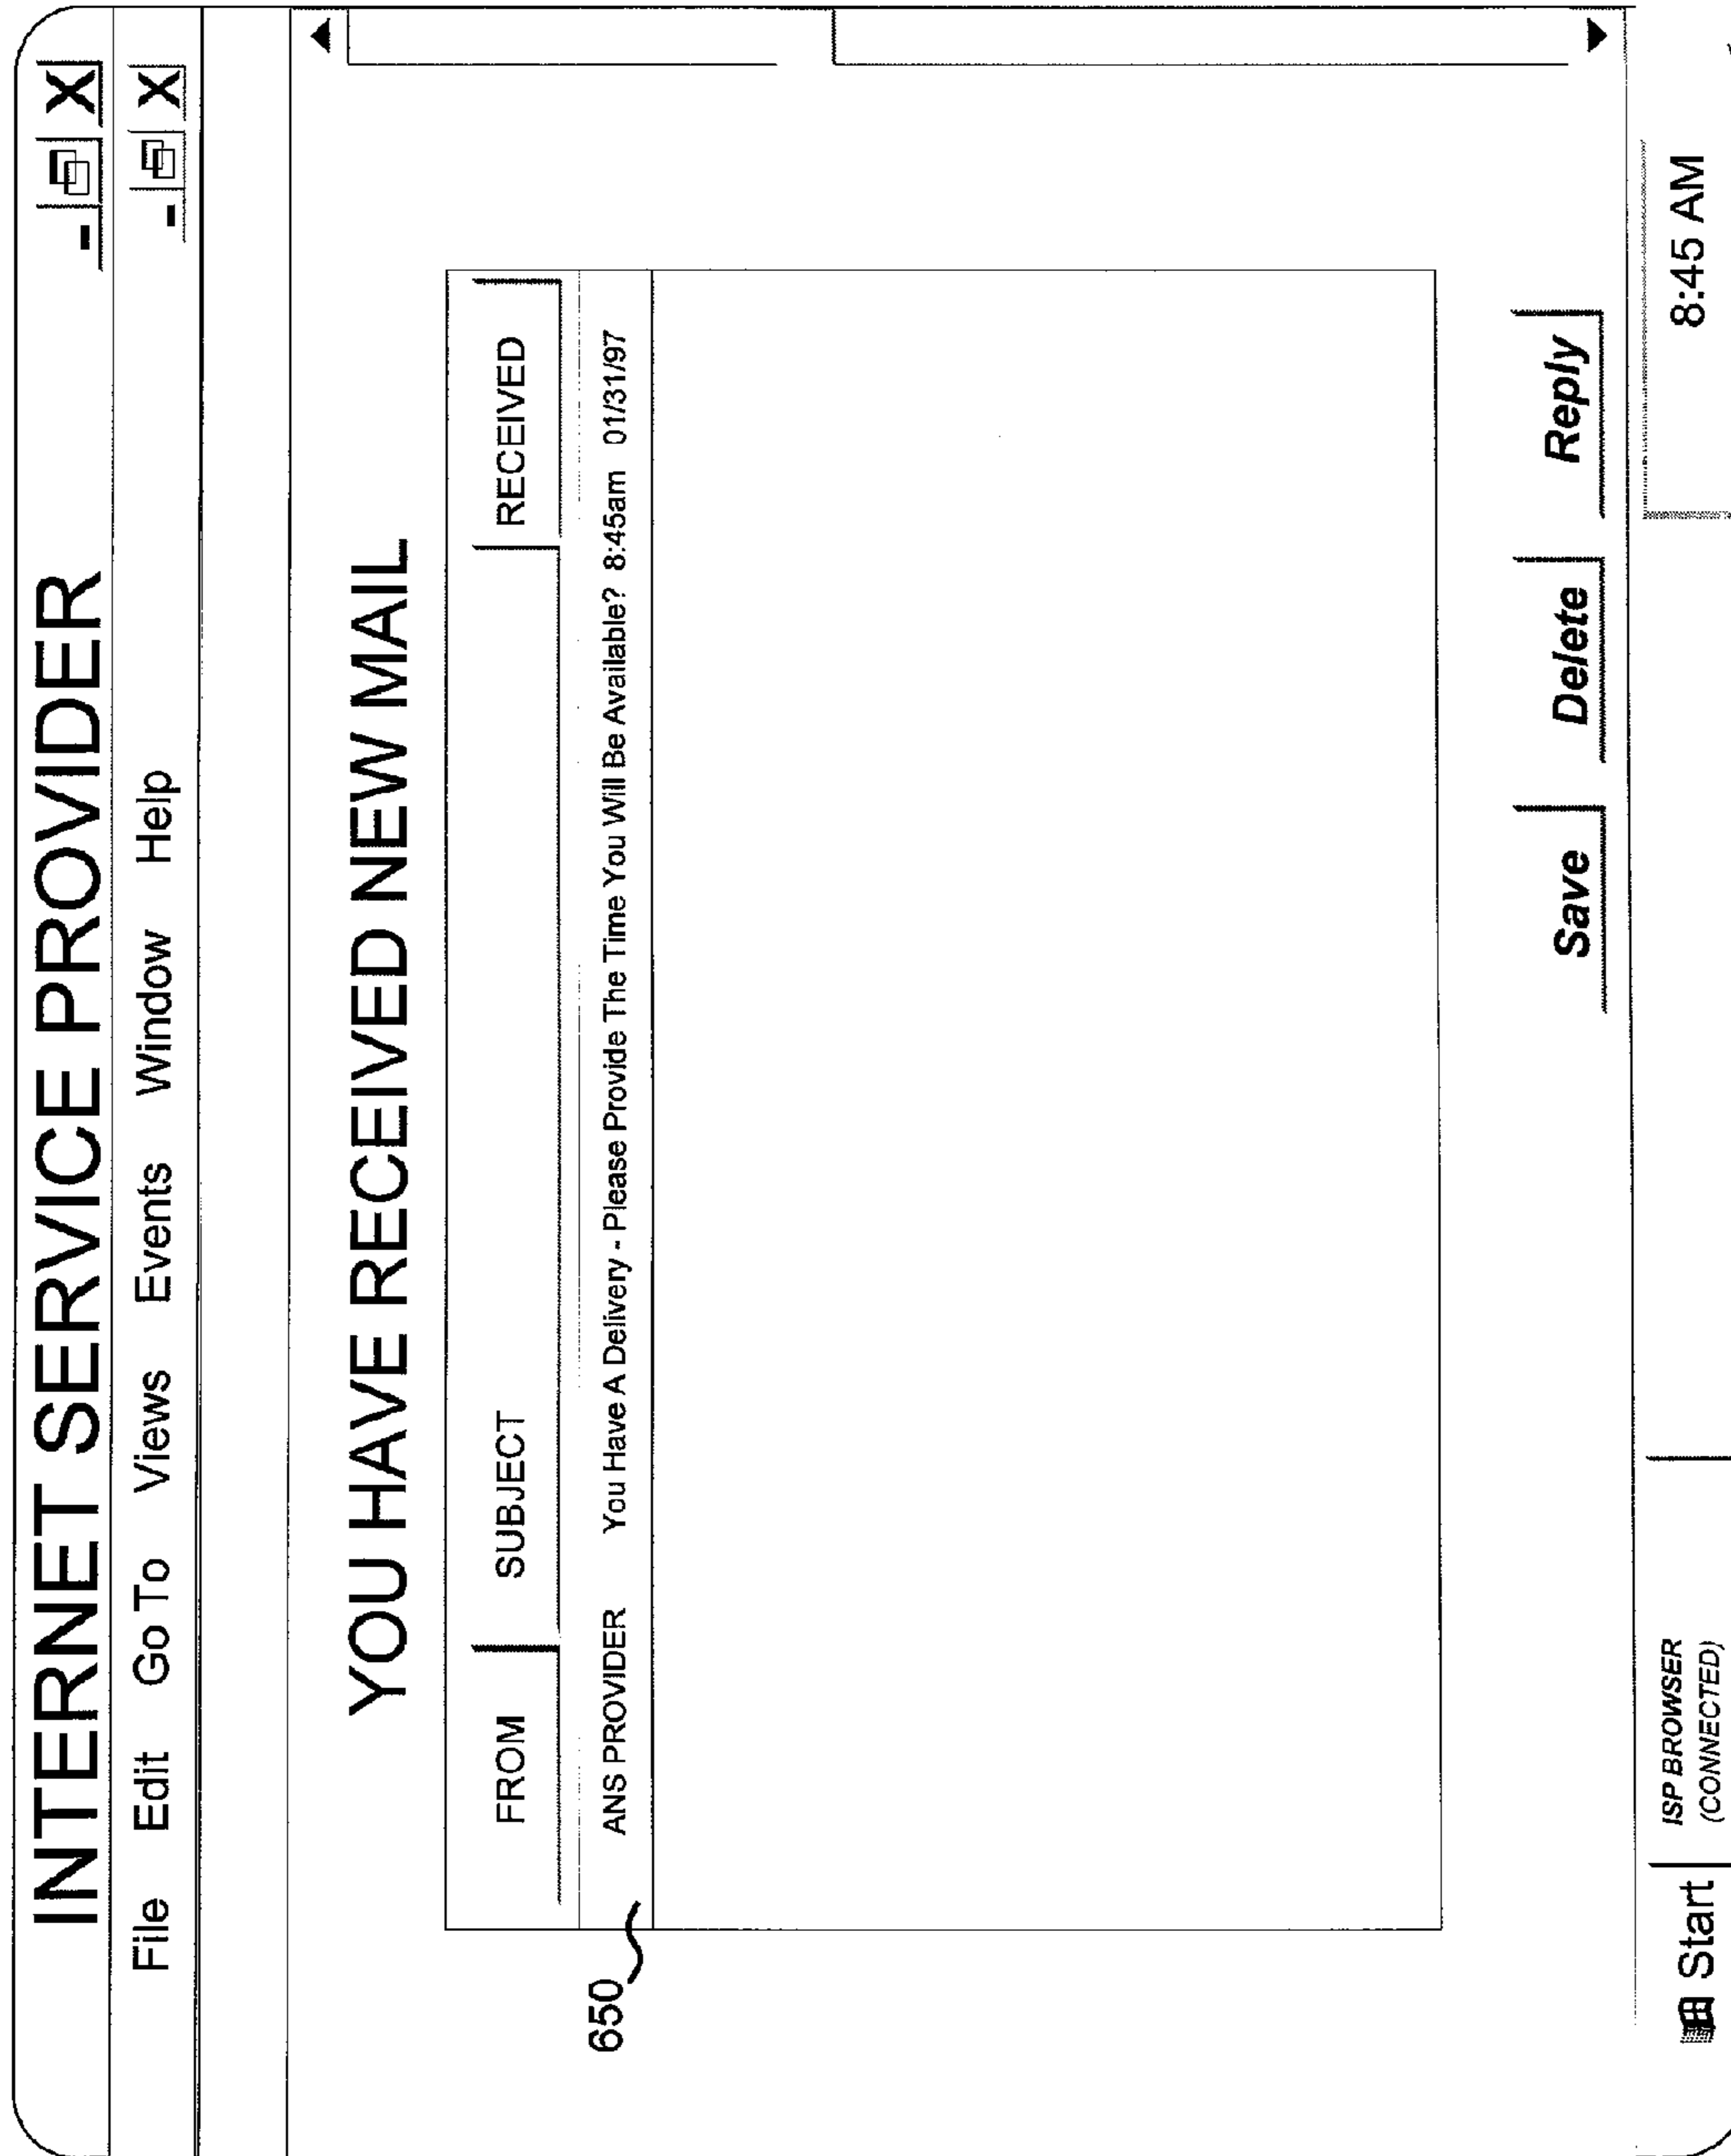 INTERNET SERVICE PROVIDER
File Edit Go To Views Events Window Help
YOU HAVE RECEIVED NEW MAIL
FROM SUBJECT RECEIVED
650 ANS PROVIDER You Have A Delivery - Please Provide The Time You Will Be Available? 8:45am 01/31/97
Save Delete Reply
Start ISP BROWSER 8:45 AM
(CONNECTED)